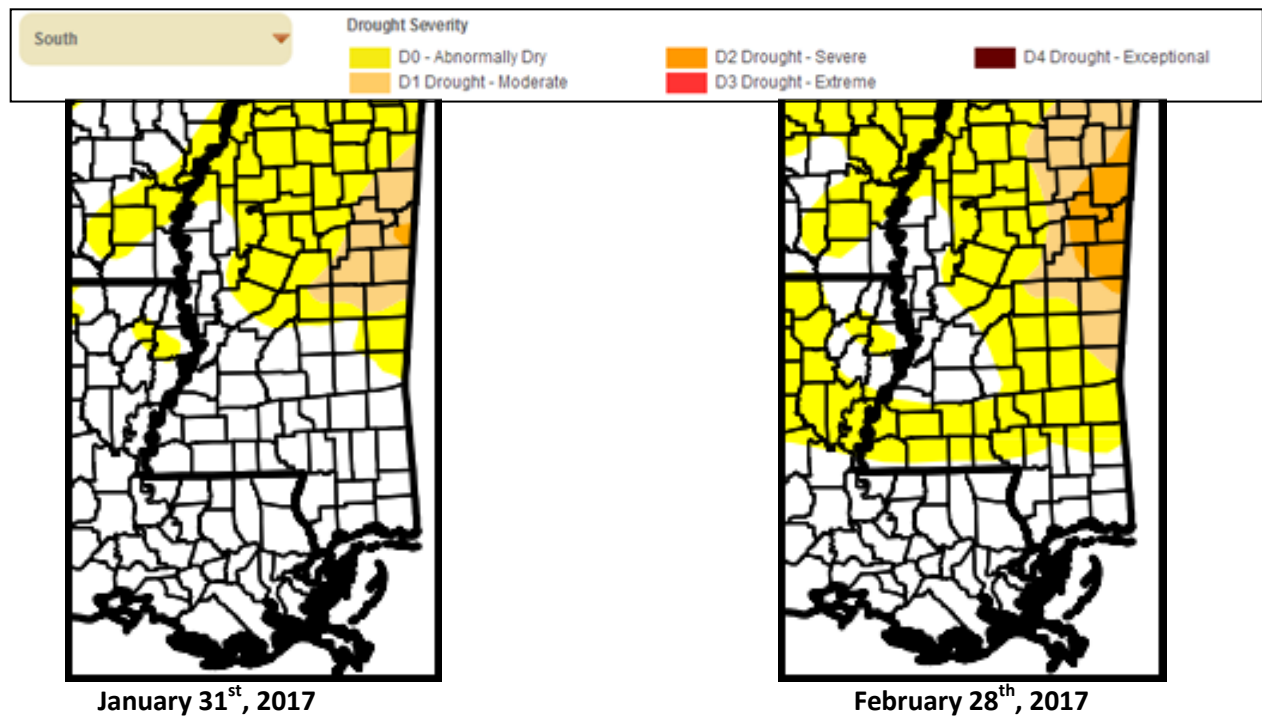 South
Drought Severity
D0 - Abnormally Dry
D2 Drought - Severe
D4 Drought - Exceptional
D1 Drought - Moderate
D3 Drought - Extreme
January 31st, 2017
February 28th, 2017